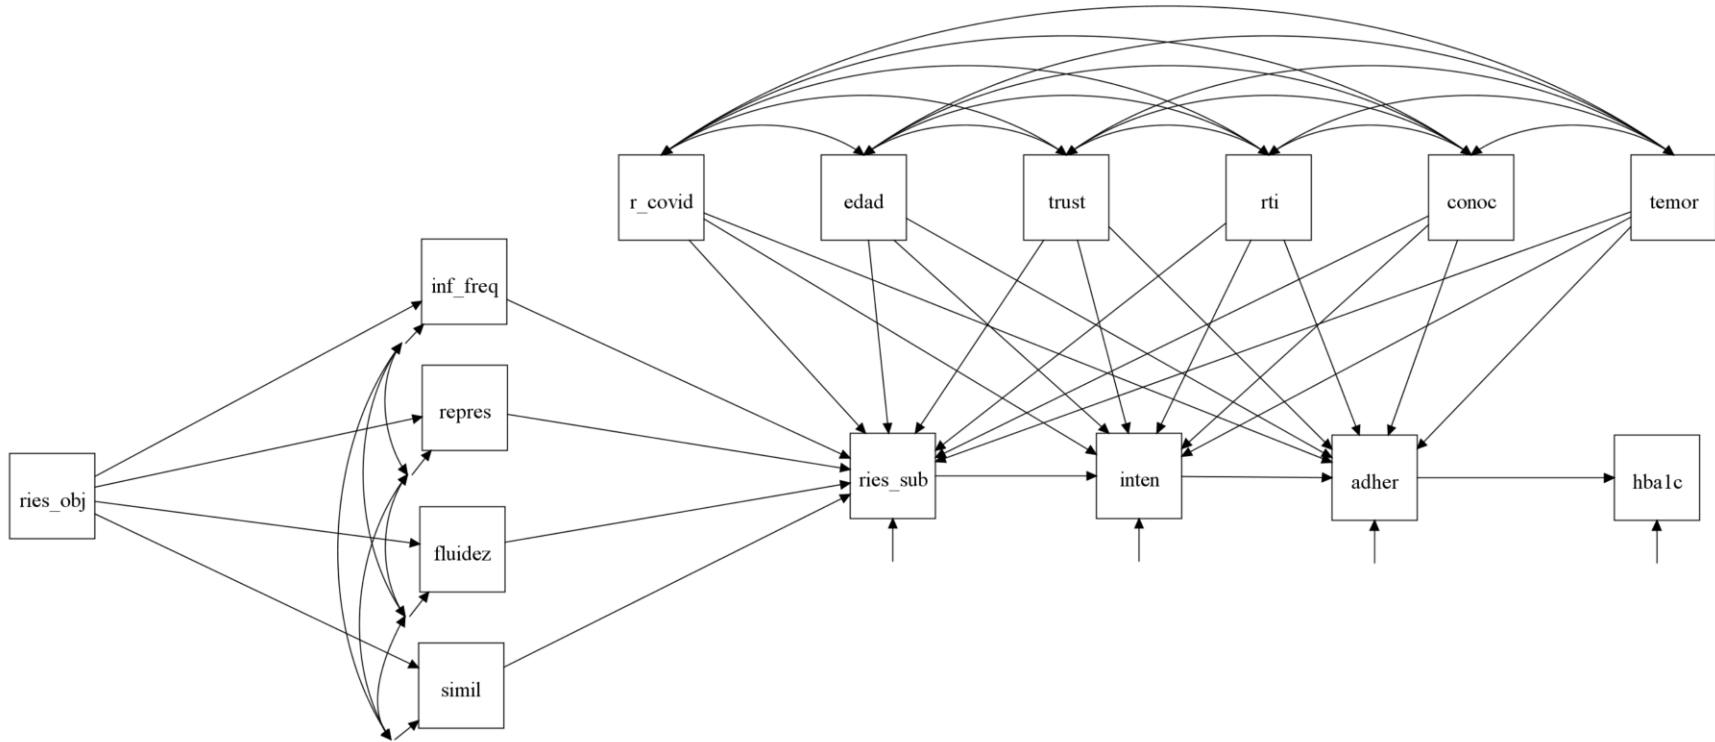 r_covid
edad
trust
rti
conoc
temor
inf_freq
repres
fluidez
simil
ries_obj
ries_sub
inten
adher
hba1c